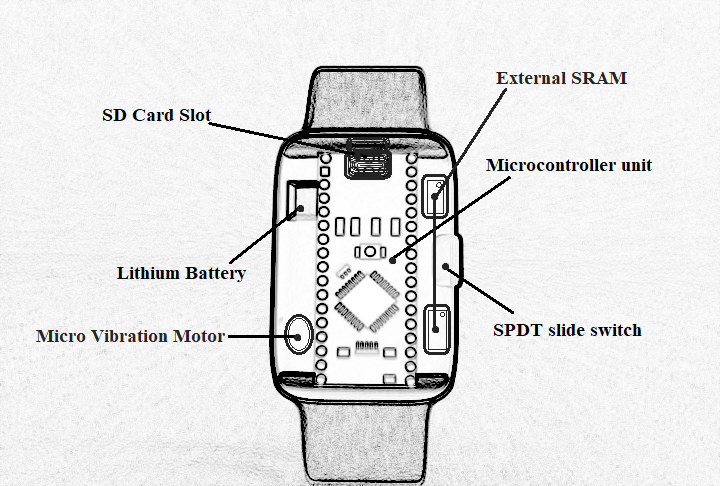 External SRAM
SD Card Slot
Microcontroller unit
Lithium Battery
Micro Vibration Motor
SPDT slide switch